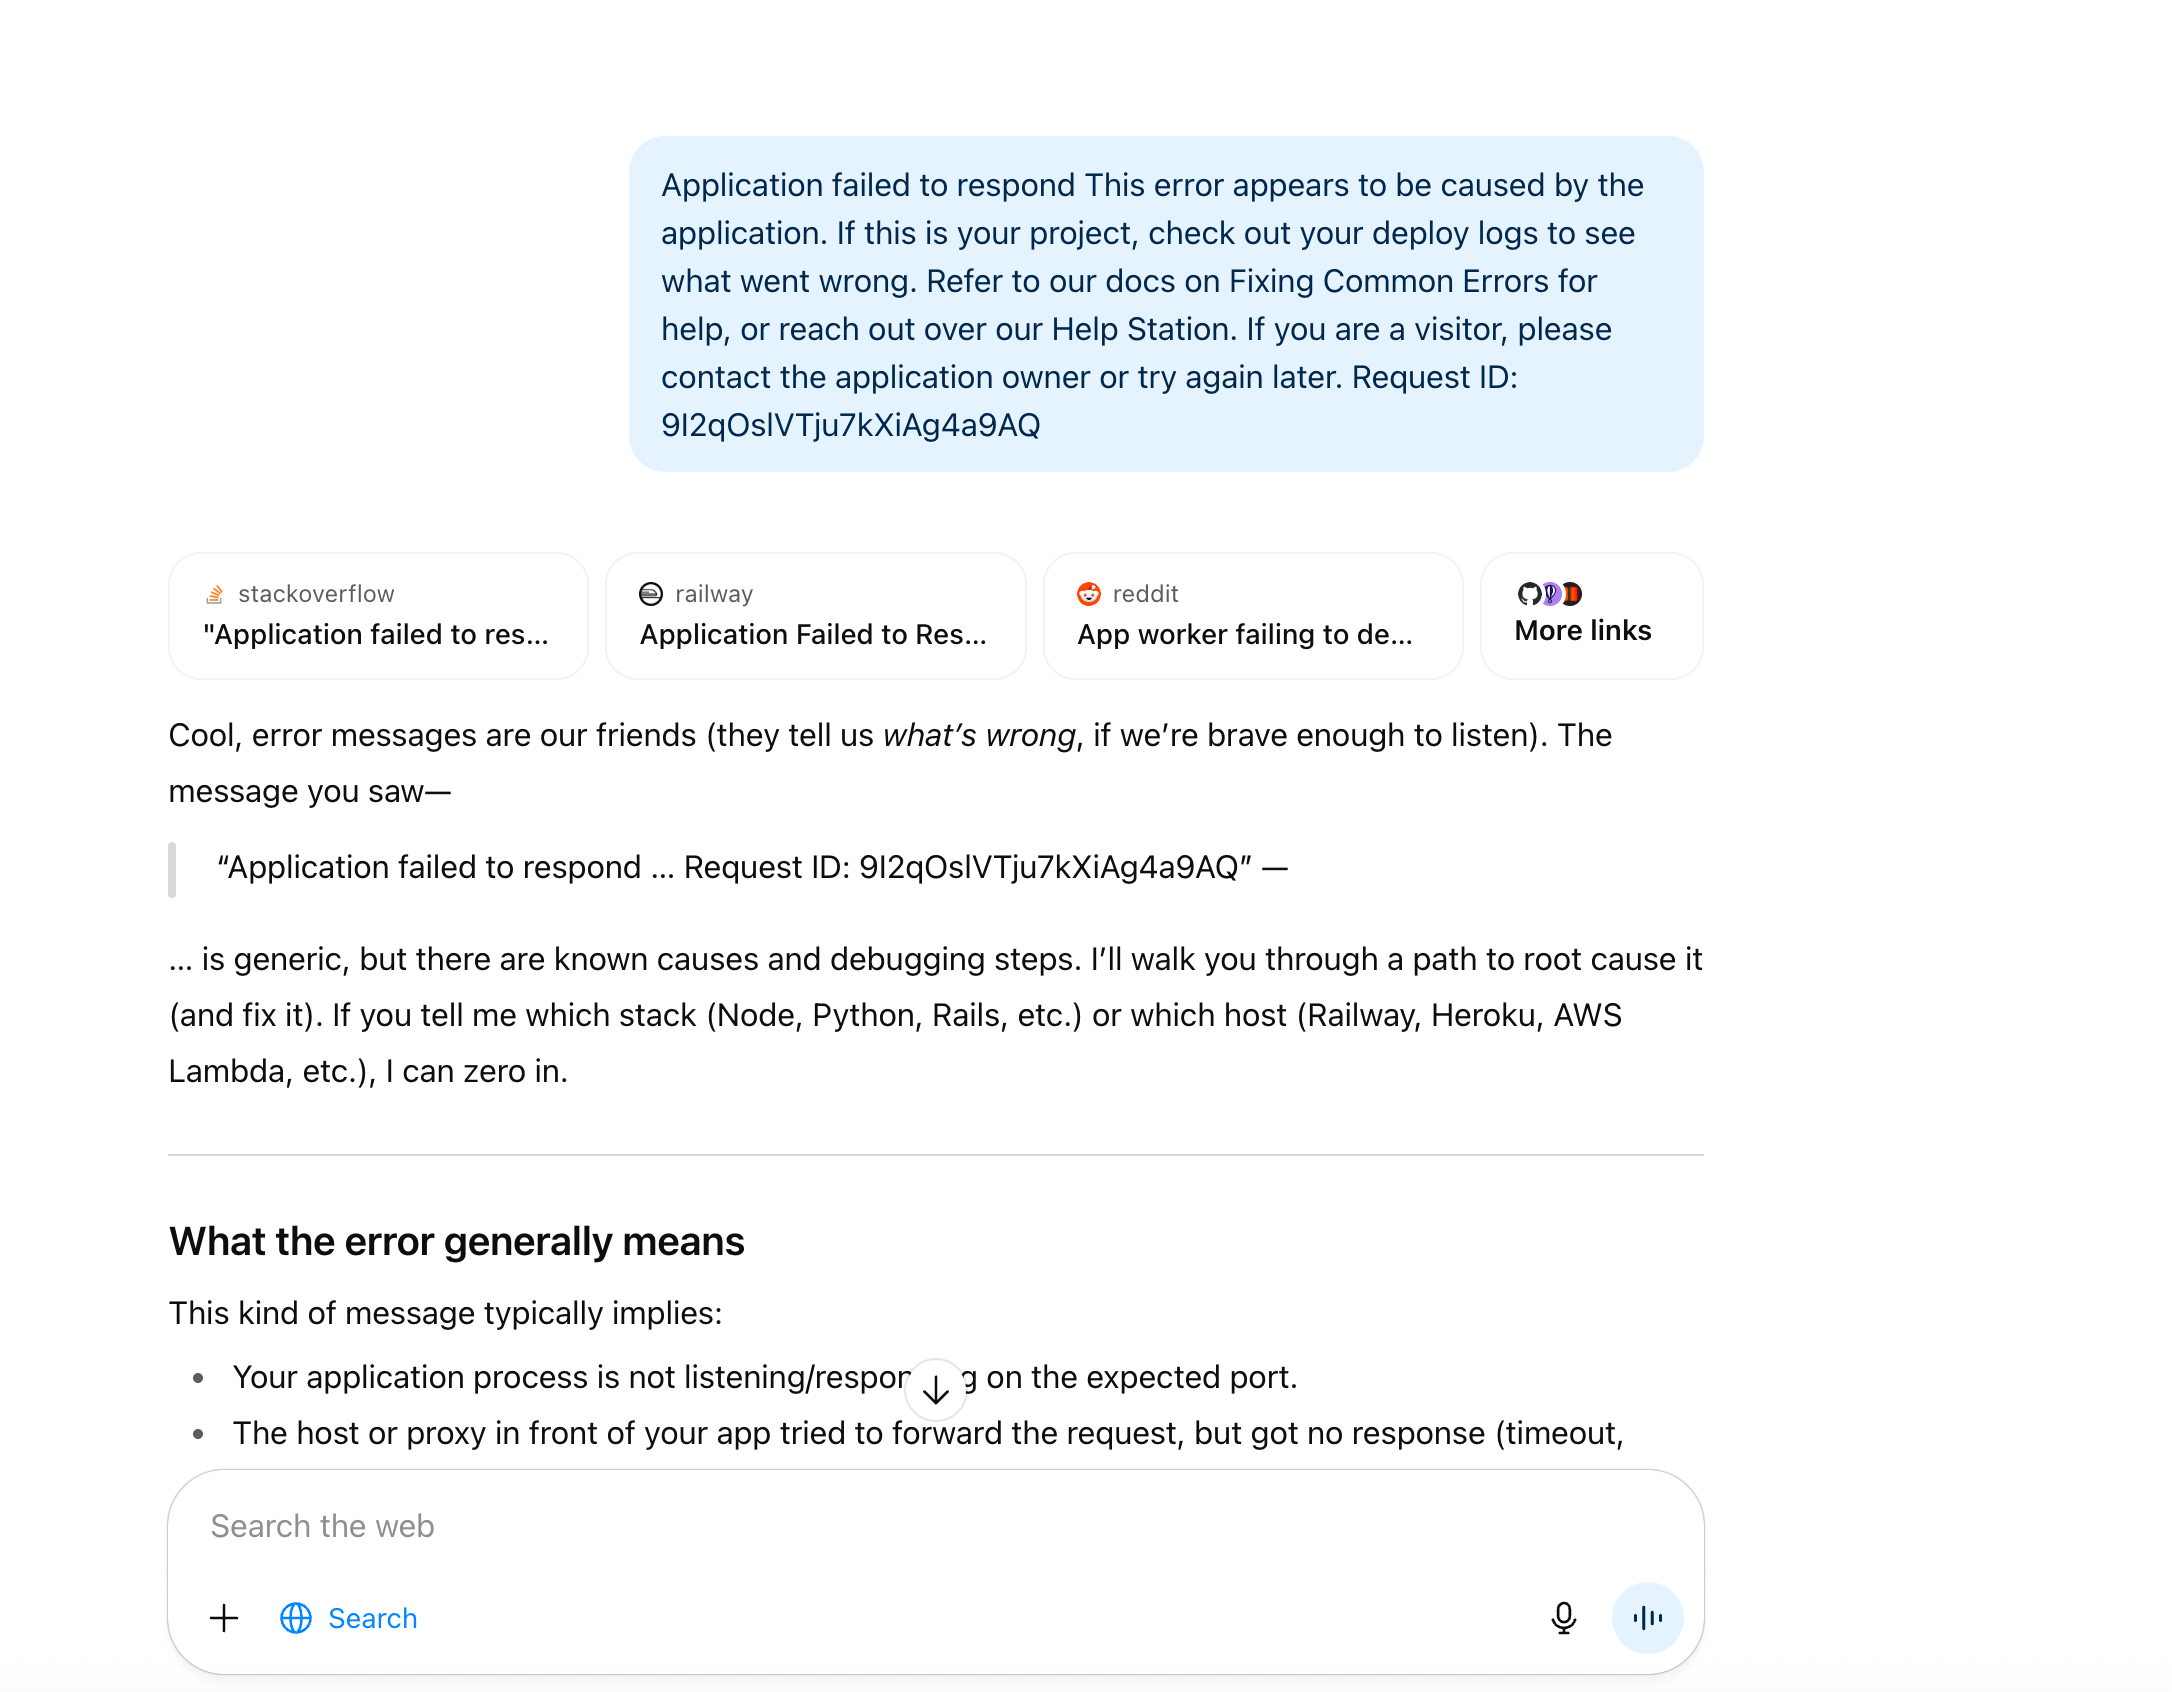 Application failed to respond This error appears to be caused by the
application. If this is your project, check out your deploy logs to see
what went wrong. Refer to our docs on Fixing Common Errors for
help, or reach out over our Help Station. If you are a visitor, please
contact the application owner or try again later. Request ID:
9I2qOslVTju7kXiAg4a9AQ
stackoverflow
"Application failed to res...
railway
Application Failed to Res...
reddit
App worker failing to de...
More links
Cool, error messages are our friends (they tell us what’s wrong, if we’re brave enough to listen). The
message you saw—
“Application failed to respond … Request ID: 9I2qOslVTju7kXiAg4a9AQ” —
… is generic, but there are known causes and debugging steps. I’ll walk you through a path to root cause it
(and fix it). If you tell me which stack (Node, Python, Rails, etc.) or which host (Railway, Heroku, AWS
Lambda, etc.), I can zero in.
What the error generally means
This kind of message typically implies:
• Your application process is not listening/respon g on the expected port.
• The host or proxy in front of your app tried to forward the request, but got no response (timeout,
Search the web
Search